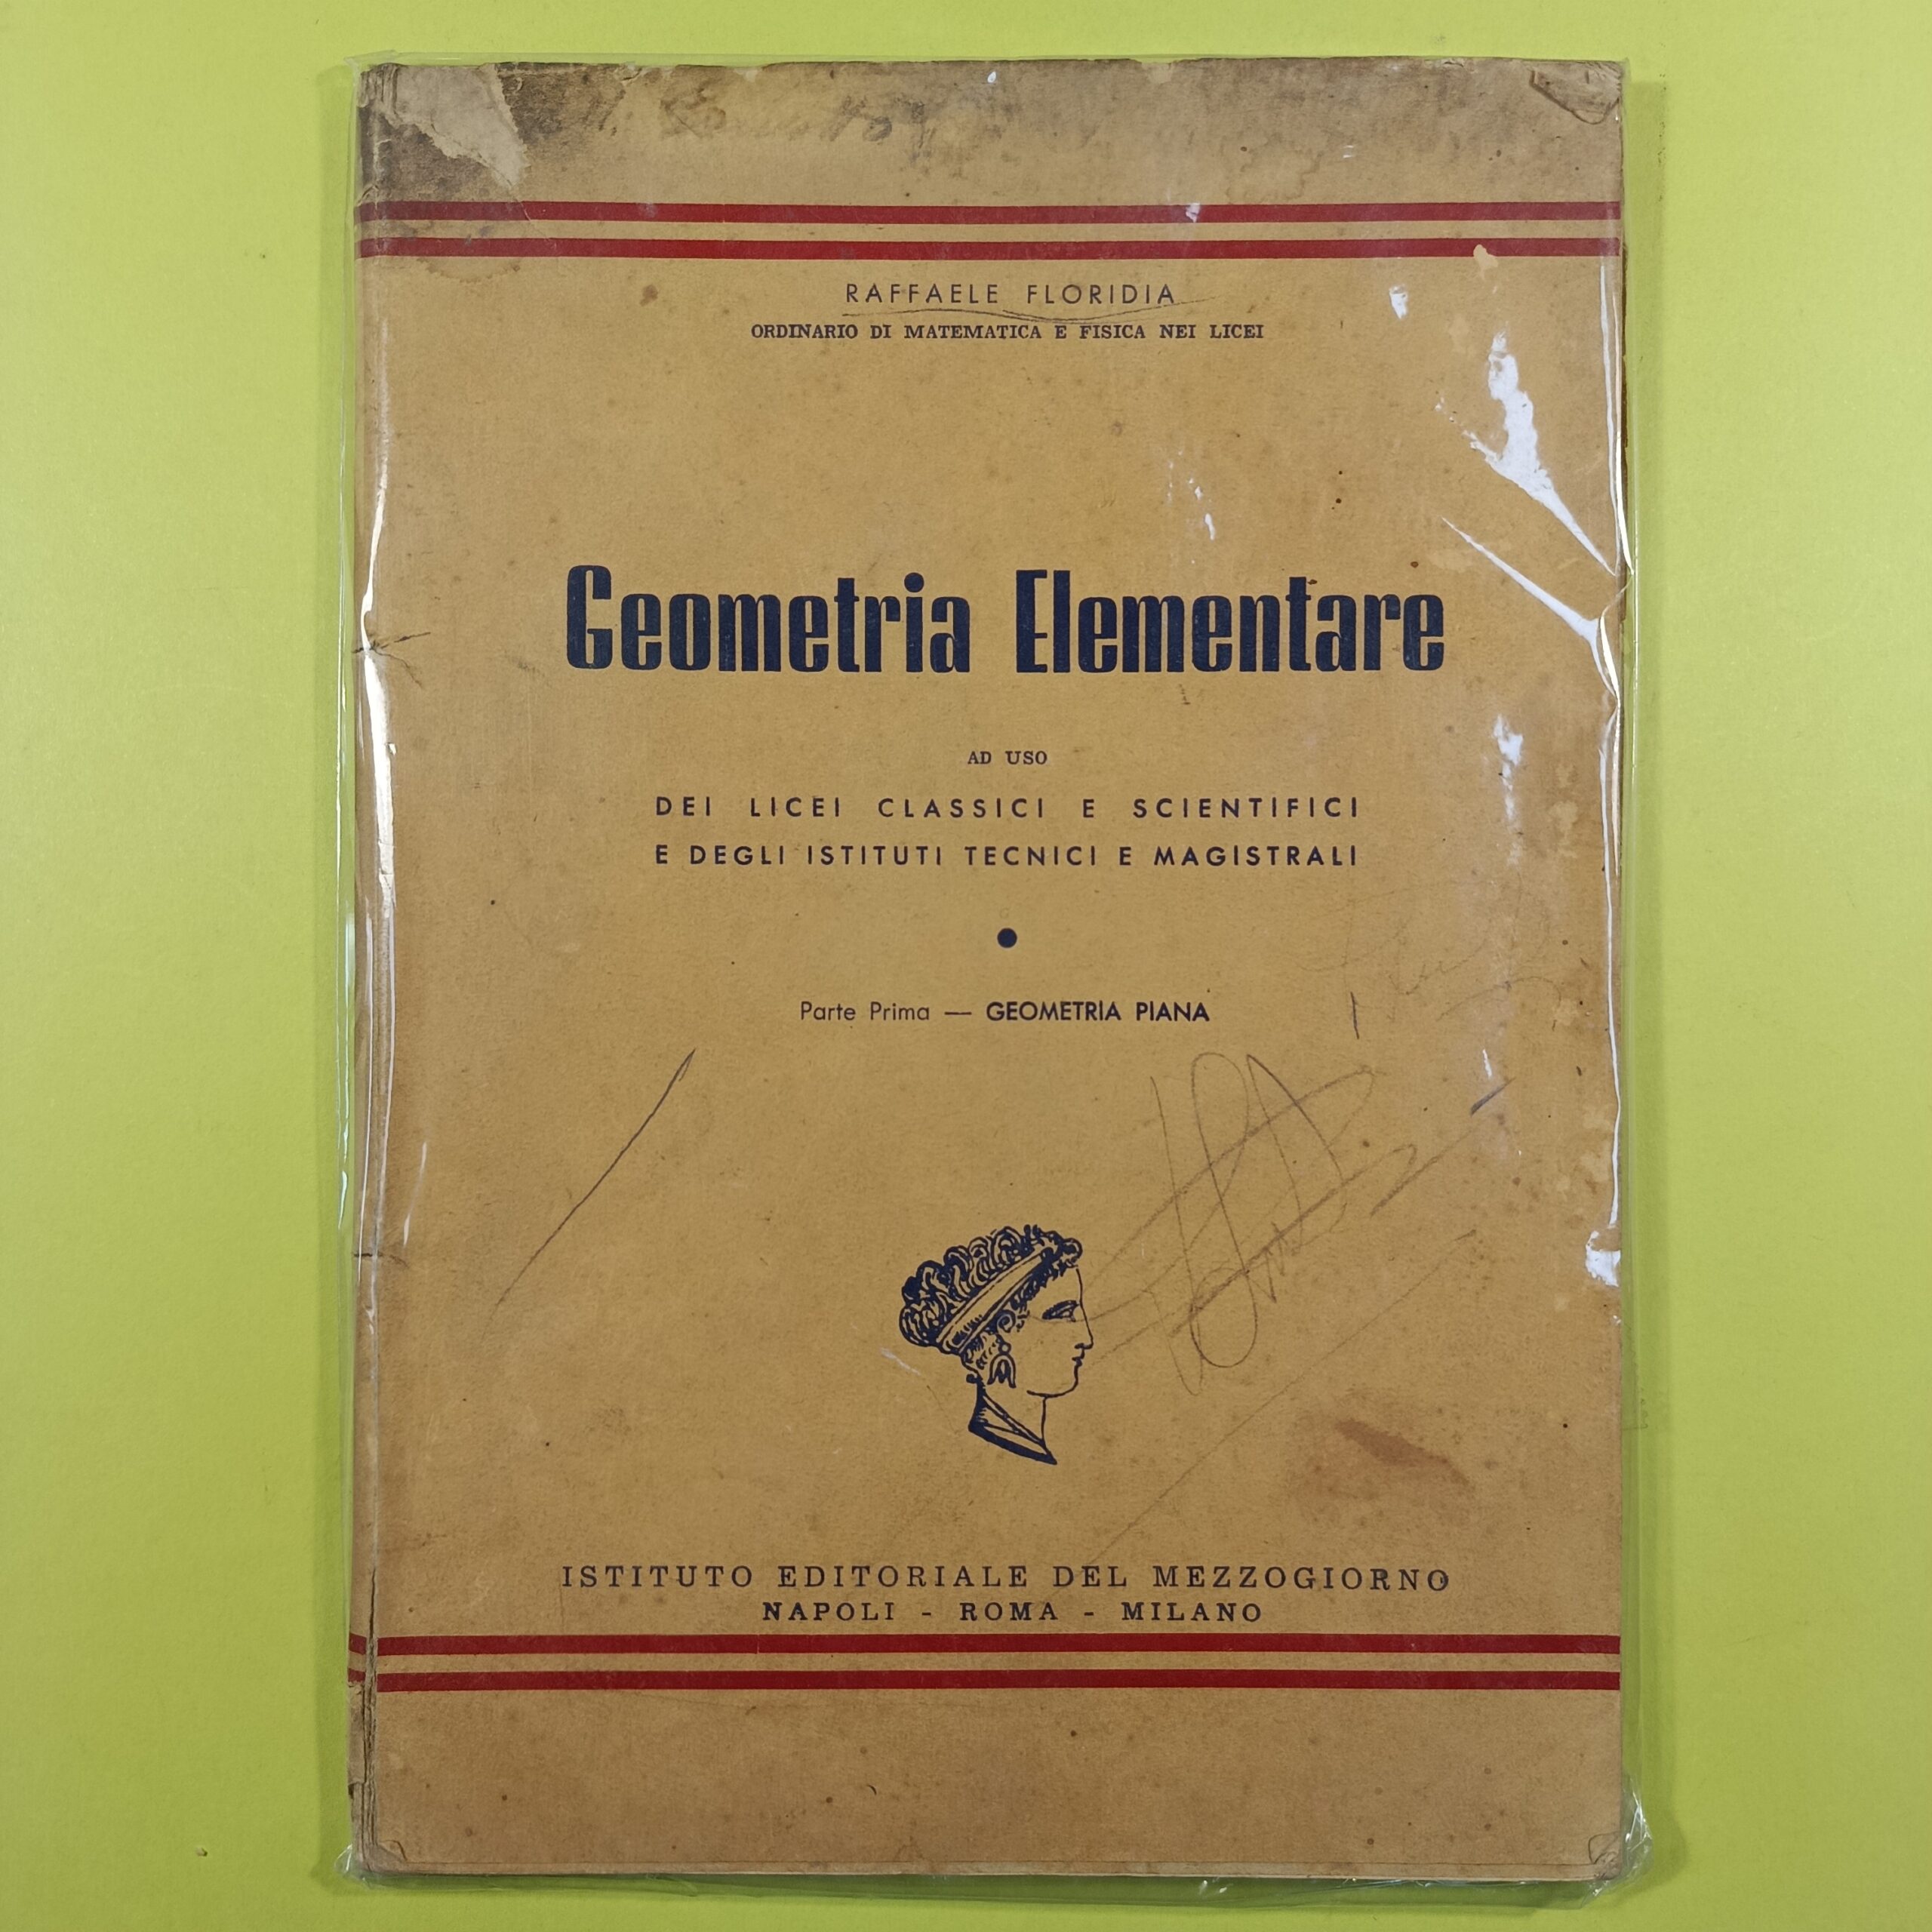 RAFFAELE FLORIDIA
ORDINARIO DI MATEMATICA E FISICA NEI LICEI
Geometria Elementare
AD USO
DEI LICEI CLASSICI E SCIENTIFICI
E DEGLI ISTITUTI TECNICI E MAGISTRALI
Parte Prima — GEOMETRIA PIANA
ISTITUTO EDITORIALE DEL MEZZOGIORNO
NAPOLI - ROMA - MILANO